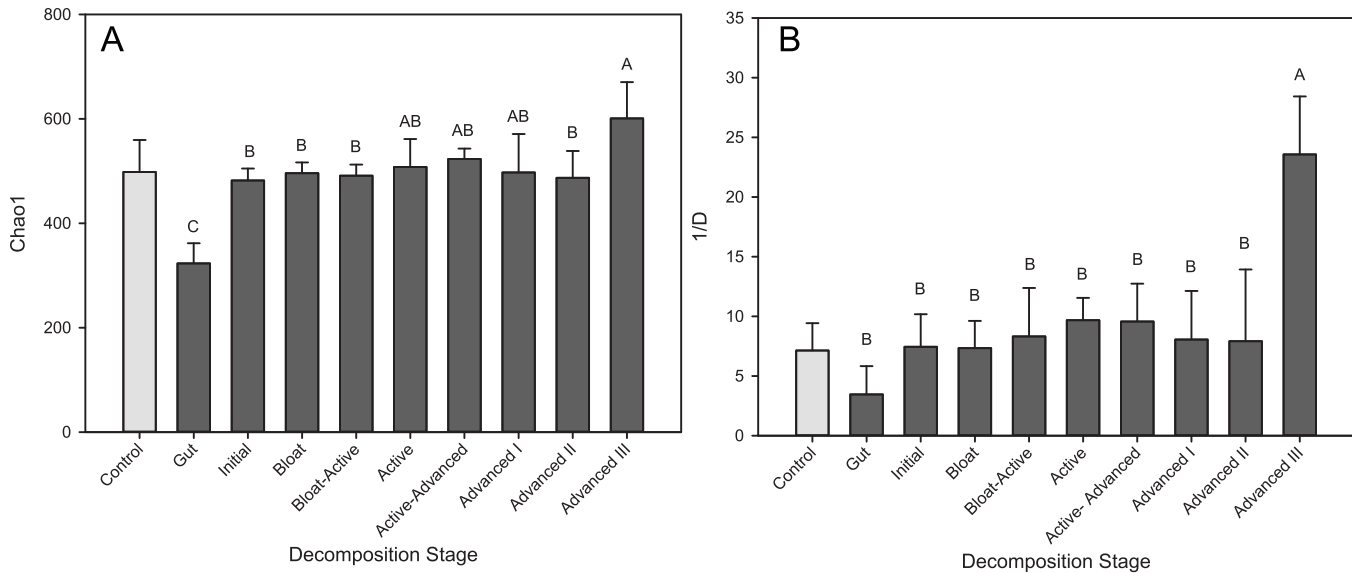 A
Chao1
800
600
400
200
0
C
B
B
B
AB
AB
AB
B
A
Control
Gut
Initial
Bloat
Bloat-Active
Active
Active-Advanced
Advanced I
Advanced II
Advanced III
Decomposition Stage
B
1/D
35
30
25
20
15
10
5
0
B
B
B
B
B
B
B
B
A
Control
Gut
Initial
Bloat
Bloat-Active
Active
Active- Advanced
Advanced I
Advanced II
Advanced III
Decomposition Stage